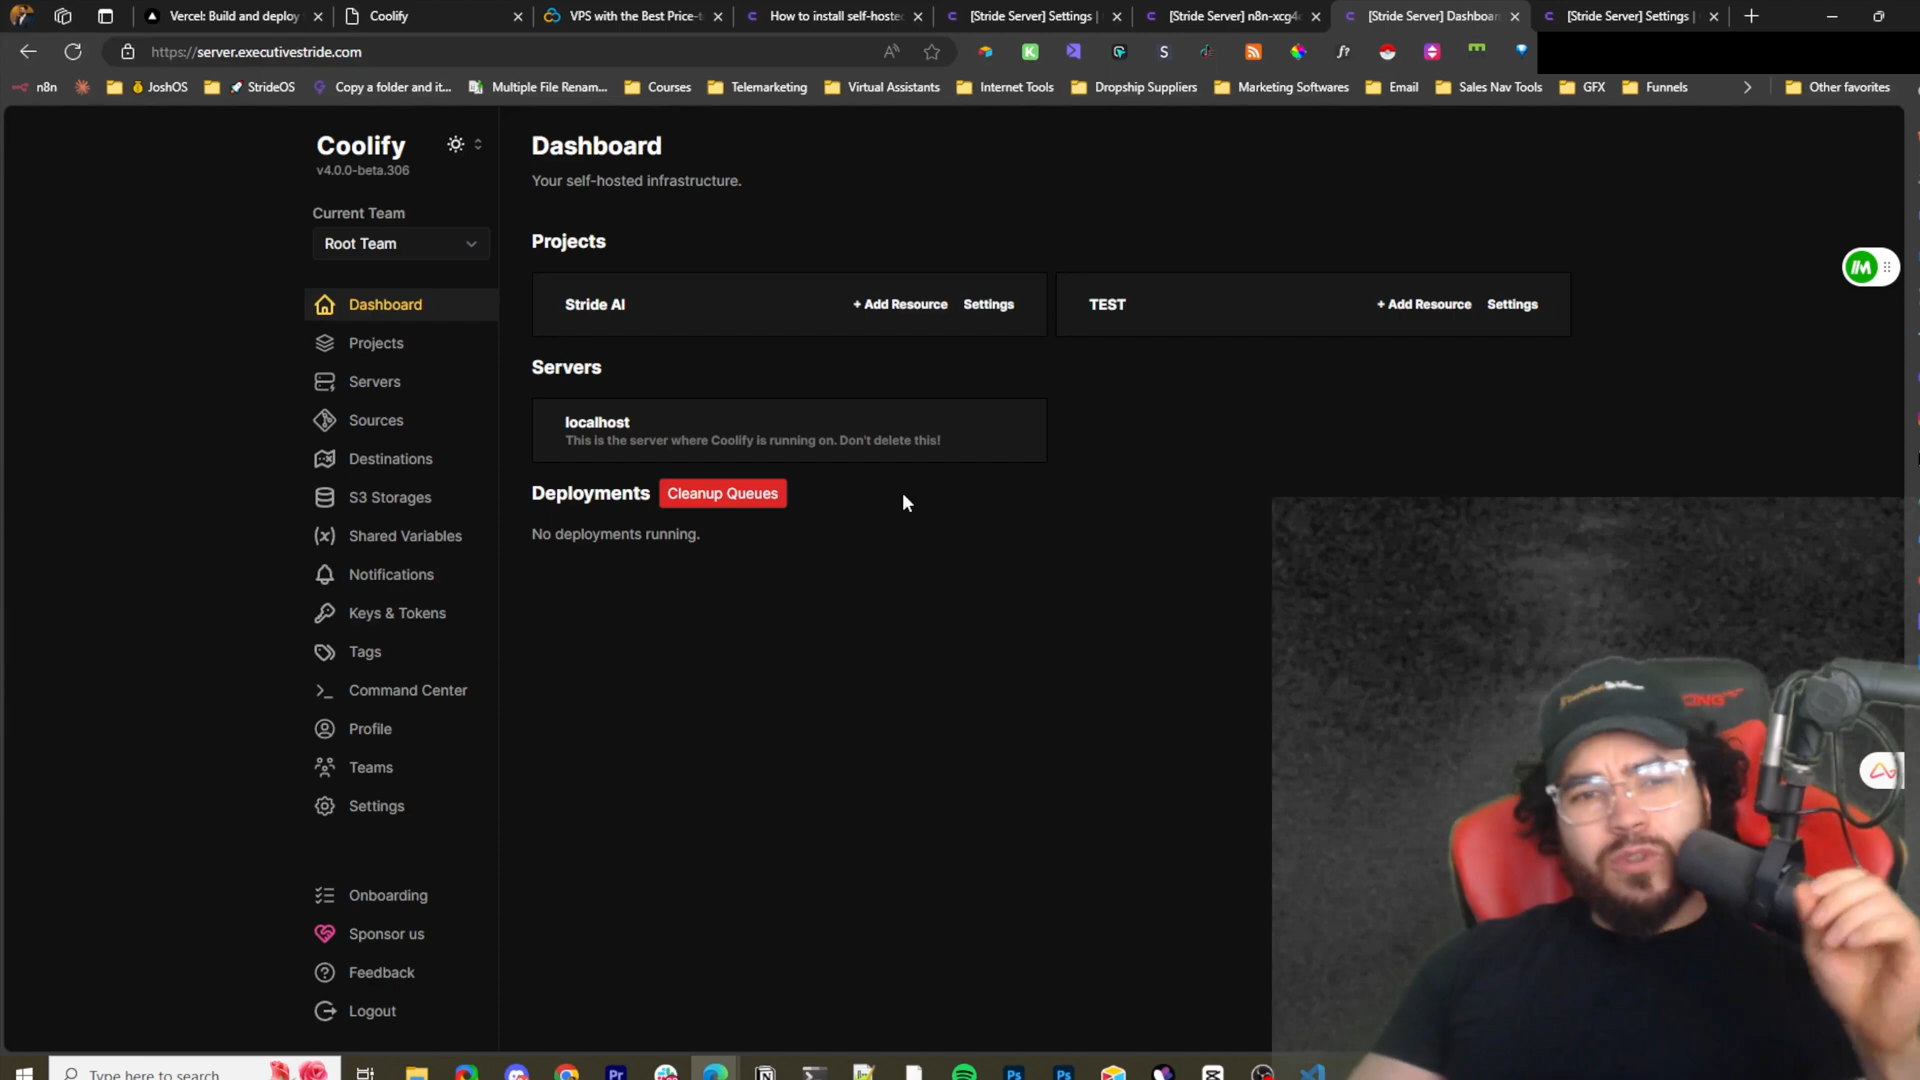 Vercel: Build and deploy
Coolify
VPS with the Best Price-t
How to install self-hoste
[Stride Server] Settings |
[Stride Server] n8n-xcg4
[Stride Server] Dashboar
[Stride Server] Settings |
https://server.executivestride.com
n8n
JoshOS
StrideOS
Copy a folder and it...
Multiple File Renam...
Courses
Telemarketing
Virtual Assistants
Internet Tools
Dropship Suppliers
Marketing Softwares
Email
Sales Nav Tools
GFX
Funnels
Other favorites
Coolify
v4.0.0-beta.306
Current Team
Root Team
Dashboard
Projects
Servers
Sources
Destinations
S3 Storages
Shared Variables
Notifications
Keys & Tokens
Tags
Command Center
Profile
Teams
Settings
Onboarding
Sponsor us
Feedback
Logout
Dashboard
Your self-hosted infrastructure.
Projects
Stride AI
+ Add Resource
Settings
TEST
+ Add Resource
Settings
Servers
localhost
This is the server where Coolify is running on. Don't delete this!
Deployments
Cleanup Queues
No deployments running.
Type here to search